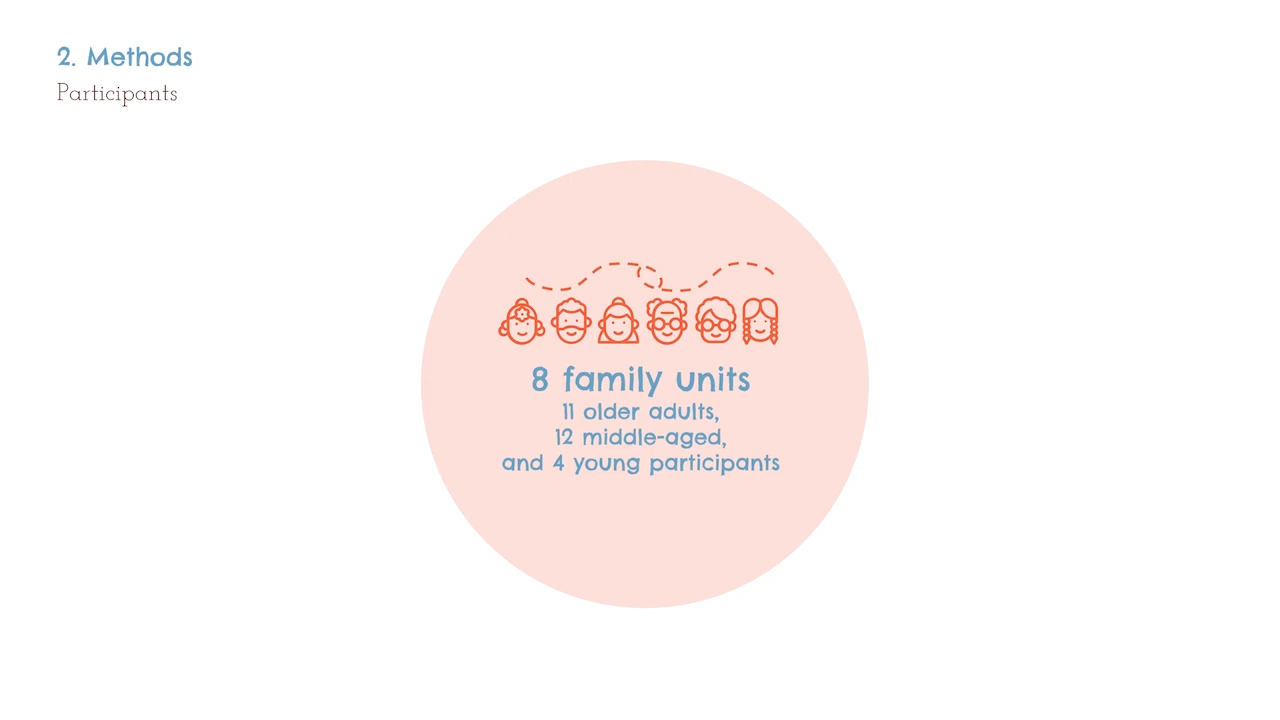 2. Methods
Participants
8 family units
11 older adults,
12 middle-aged,
and 4 young participants